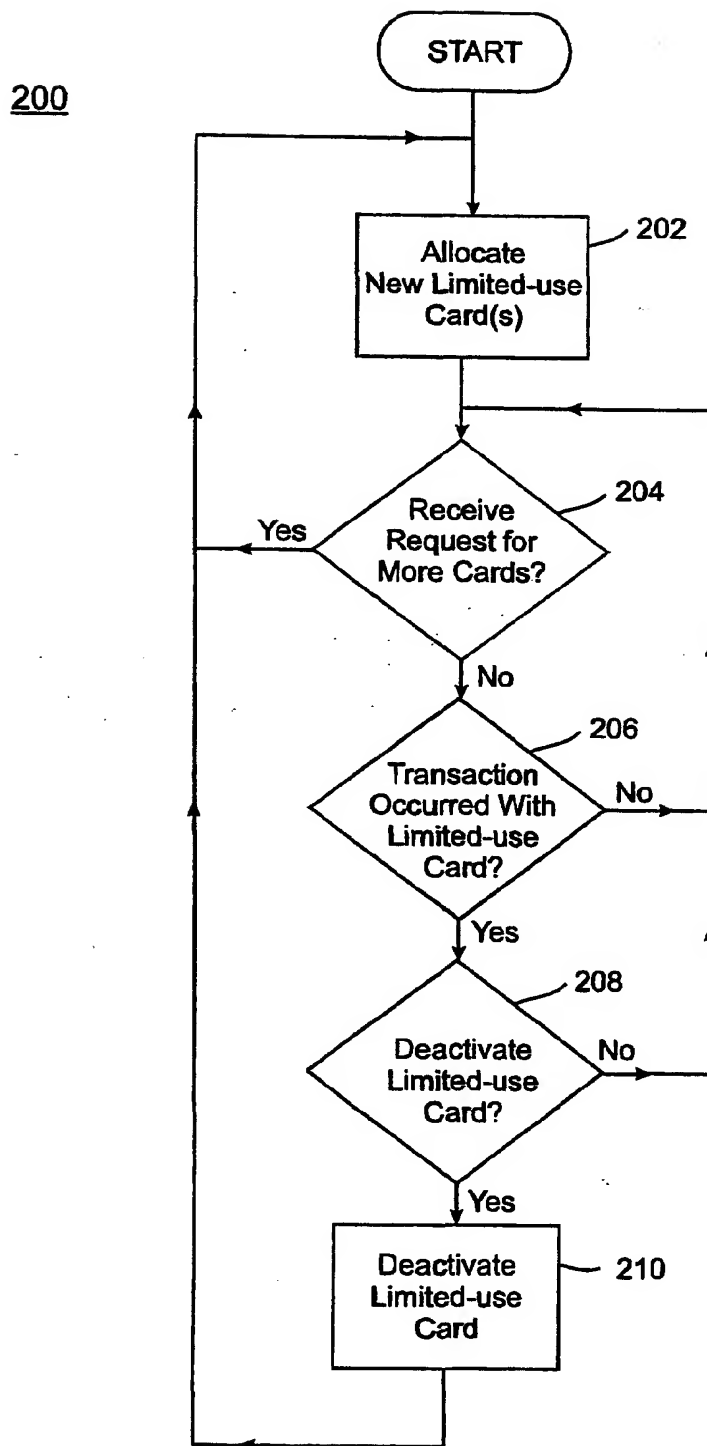 200
START
202
Allocate
New Limited-use
Card(s)
204
Receive
Request for
More Cards?
Yes
No
206
Transaction
Occurred With
Limited-use
Card?
No
Yes
208
Deactivate
Limited-use
Card?
No
Yes
210
Deactivate
Limited-use
Card